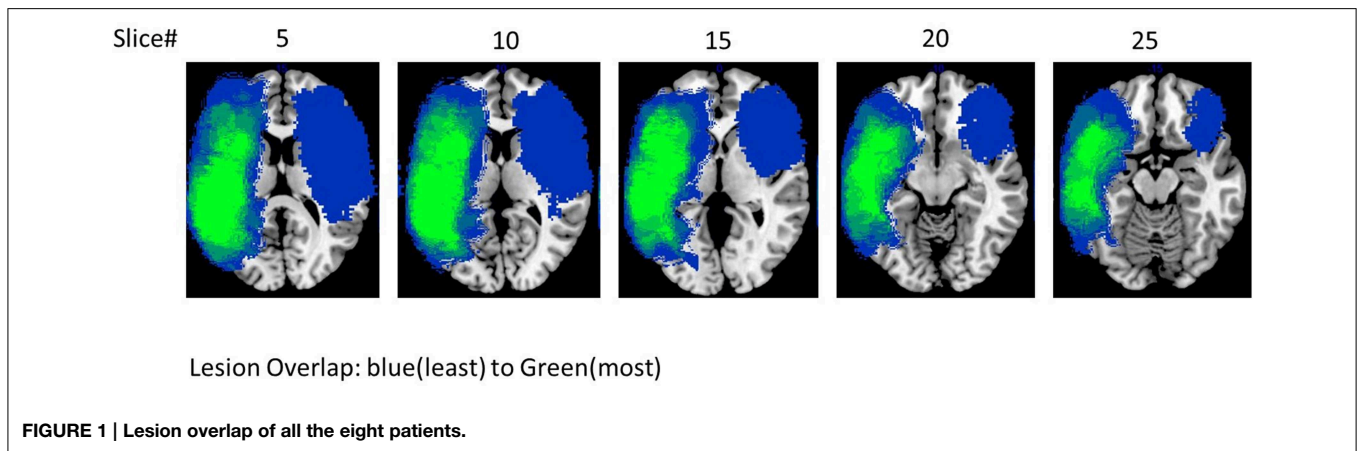 Slice# 5 10 15 20 25
Lesion Overlap: blue(least) to Green(most)
FIGURE 1 | Lesion overlap of all the eight patients.